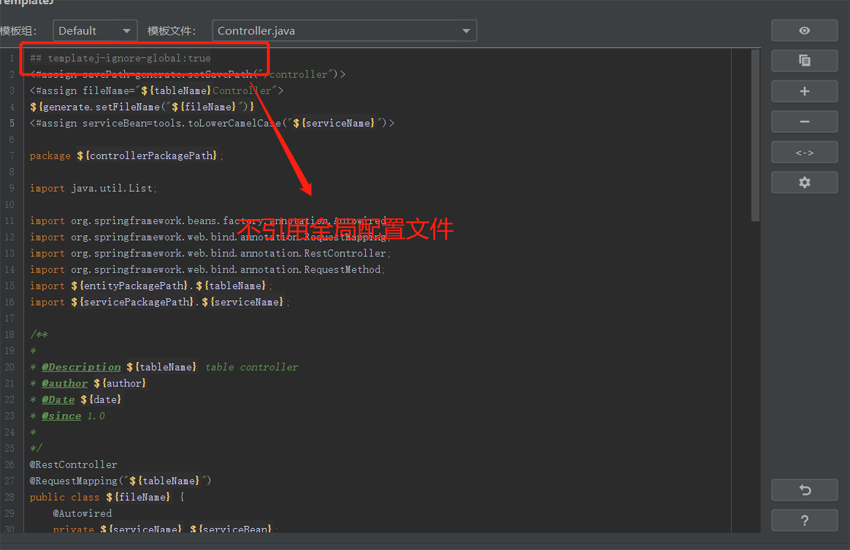 TemplateJ
模板组: Default 模板文件: Controller.java
1 ## templatej-ignore-global:true
2 <#assign savePath=generate.setSavePath("/controller")>
3 <#assign fileName="${tableName}Controller">
4 ${generate.setFileName("${fileName}")}
5 <#assign serviceBean=tools.toLowerCamelCase("${serviceName}")>
6
7 package ${controllerPackagePath};
8
9 import java.util.List;
10
11 import org.springframework.beans.factory.annotation.Autowired;
不引用全局配置文件
12 import org.springframework.web.bind.annotation.RequestMapping;
13 import org.springframework.web.bind.annotation.RestController;
14 import org.springframework.web.bind.annotation.RequestMethod;
15 import ${entityPackagePath}.${tableName};
16 import ${servicePackagePath}.${serviceName};
17
18 /**
19 *
20 * @Description ${tableName} table controller
21 * @author ${author}
22 * @Date ${date}
23 * @since 1.0
24 *
25 */
26 @RestController
27 @RequestMapping("${tableName}")
28 public class ${fileName} {
29 @Autowired
30 private ${serviceName} ${serviceBean};
<->
?